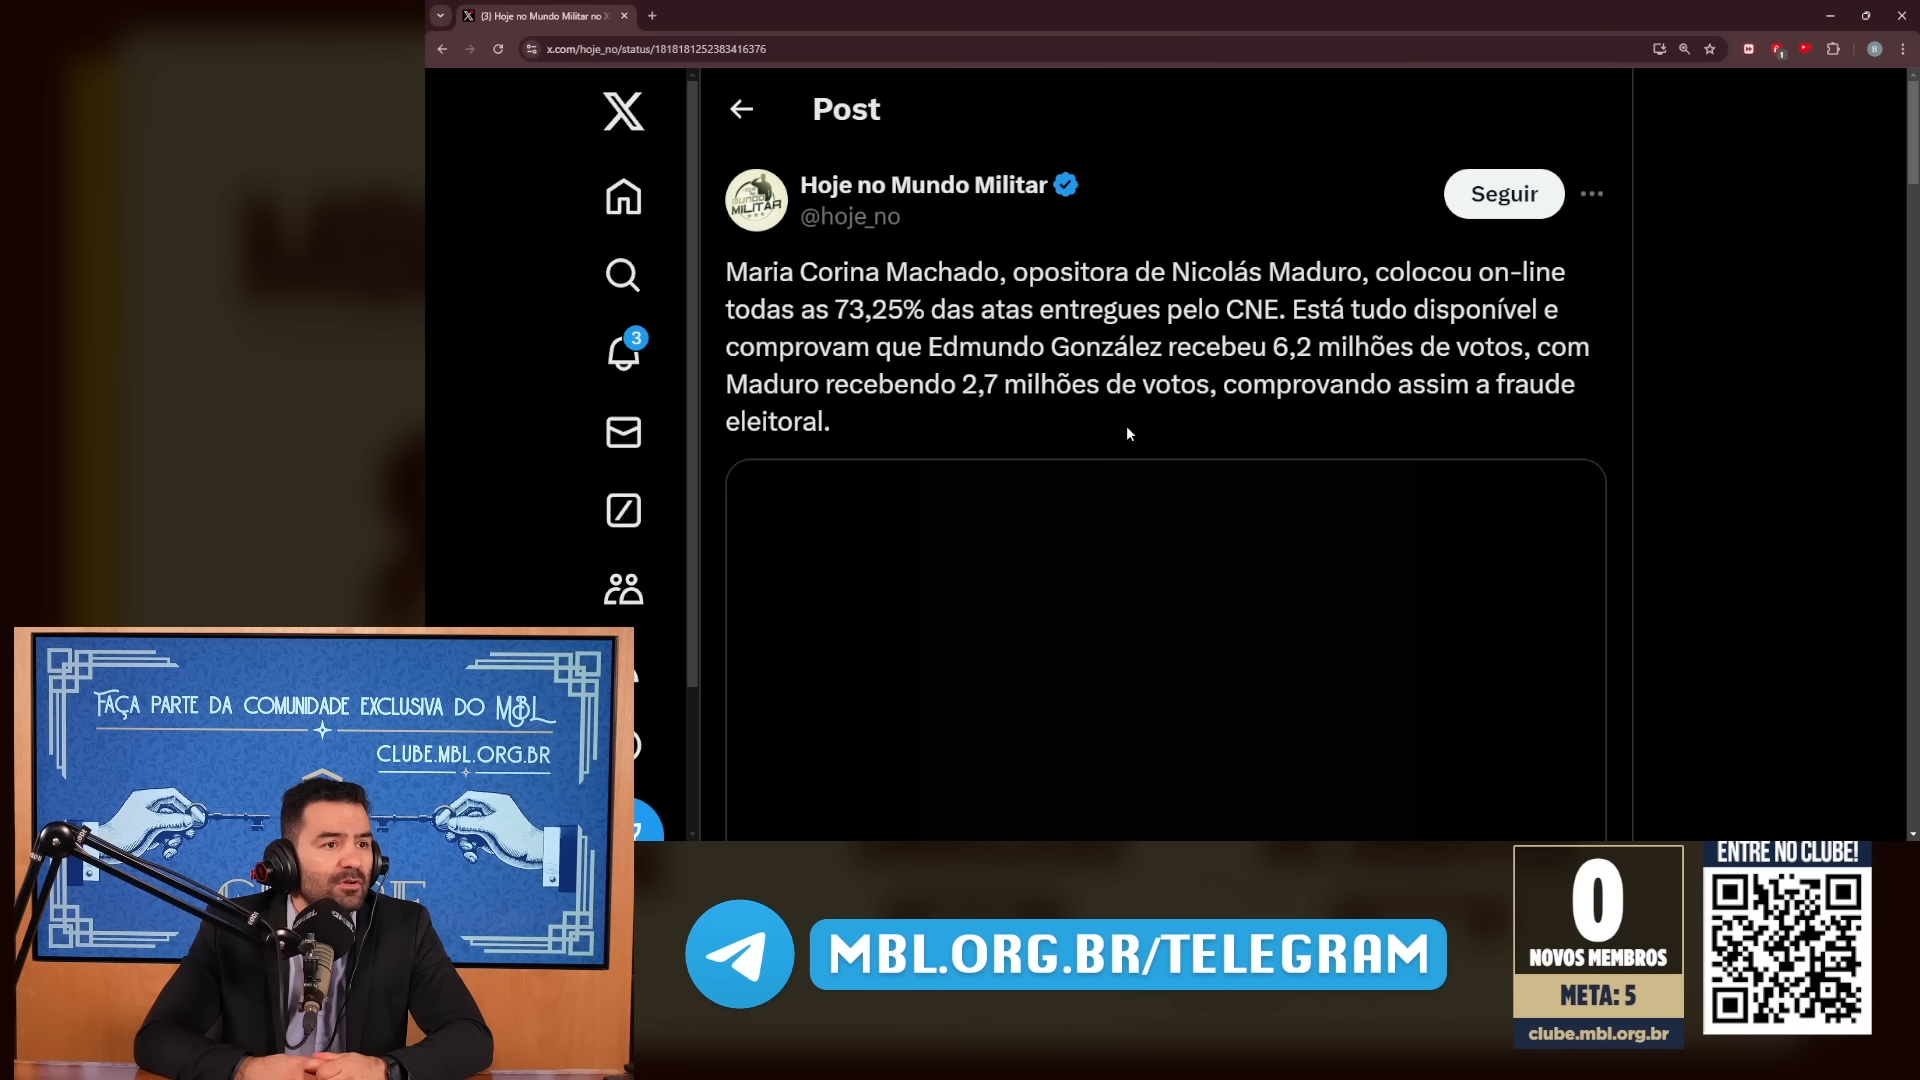 (3) Hoje no Mundo Militar no X
x.com/hoje_no/status/1818181252383416376
Post
Hoje no Mundo Militar
@hoje_no
Seguir
MUNDO
MILITAR
Maria Corina Machado, opositora de Nicolás Maduro, colocou on-line
todas as 73,25% das atas entregues pelo CNE. Está tudo disponível e
comprovam que Edmundo González recebeu 6,2 milhões de votos, com
Maduro recebendo 2,7 milhões de votos, comprovando assim a fraude
eleitoral.
3
FAÇA PARTE DA COMUNIDADE EXCLUSIVA DO MBL
CLUBE.MBL.ORG.BR
MBL.ORG.BR/TELEGRAM
0
NOVOS MEMBROS
META: 5
clube.mbl.org.br
ENTRE NO CLUBE!